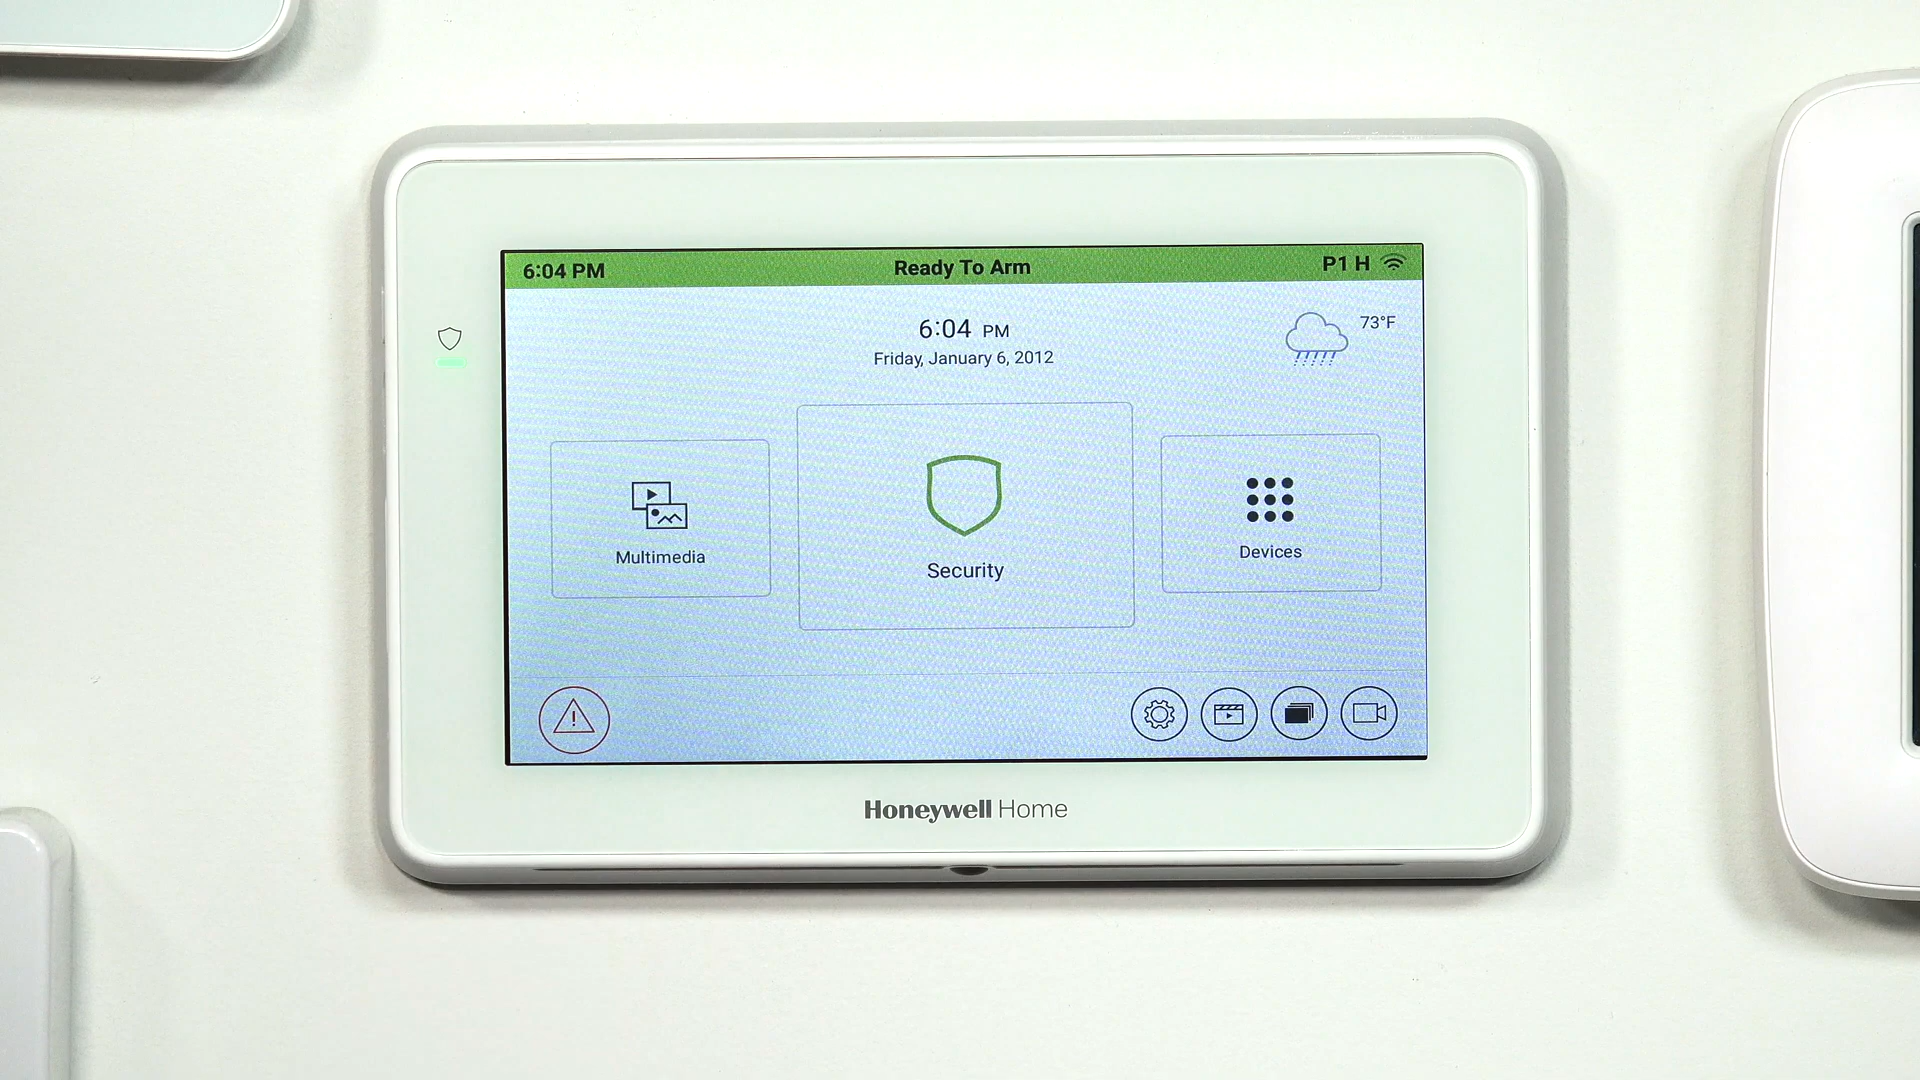 6:04 PM
Ready To Arm
P1 H
6:04 PM
Friday, January 6, 2012
73°F
Multimedia
Security
Devices
Honeywell Home